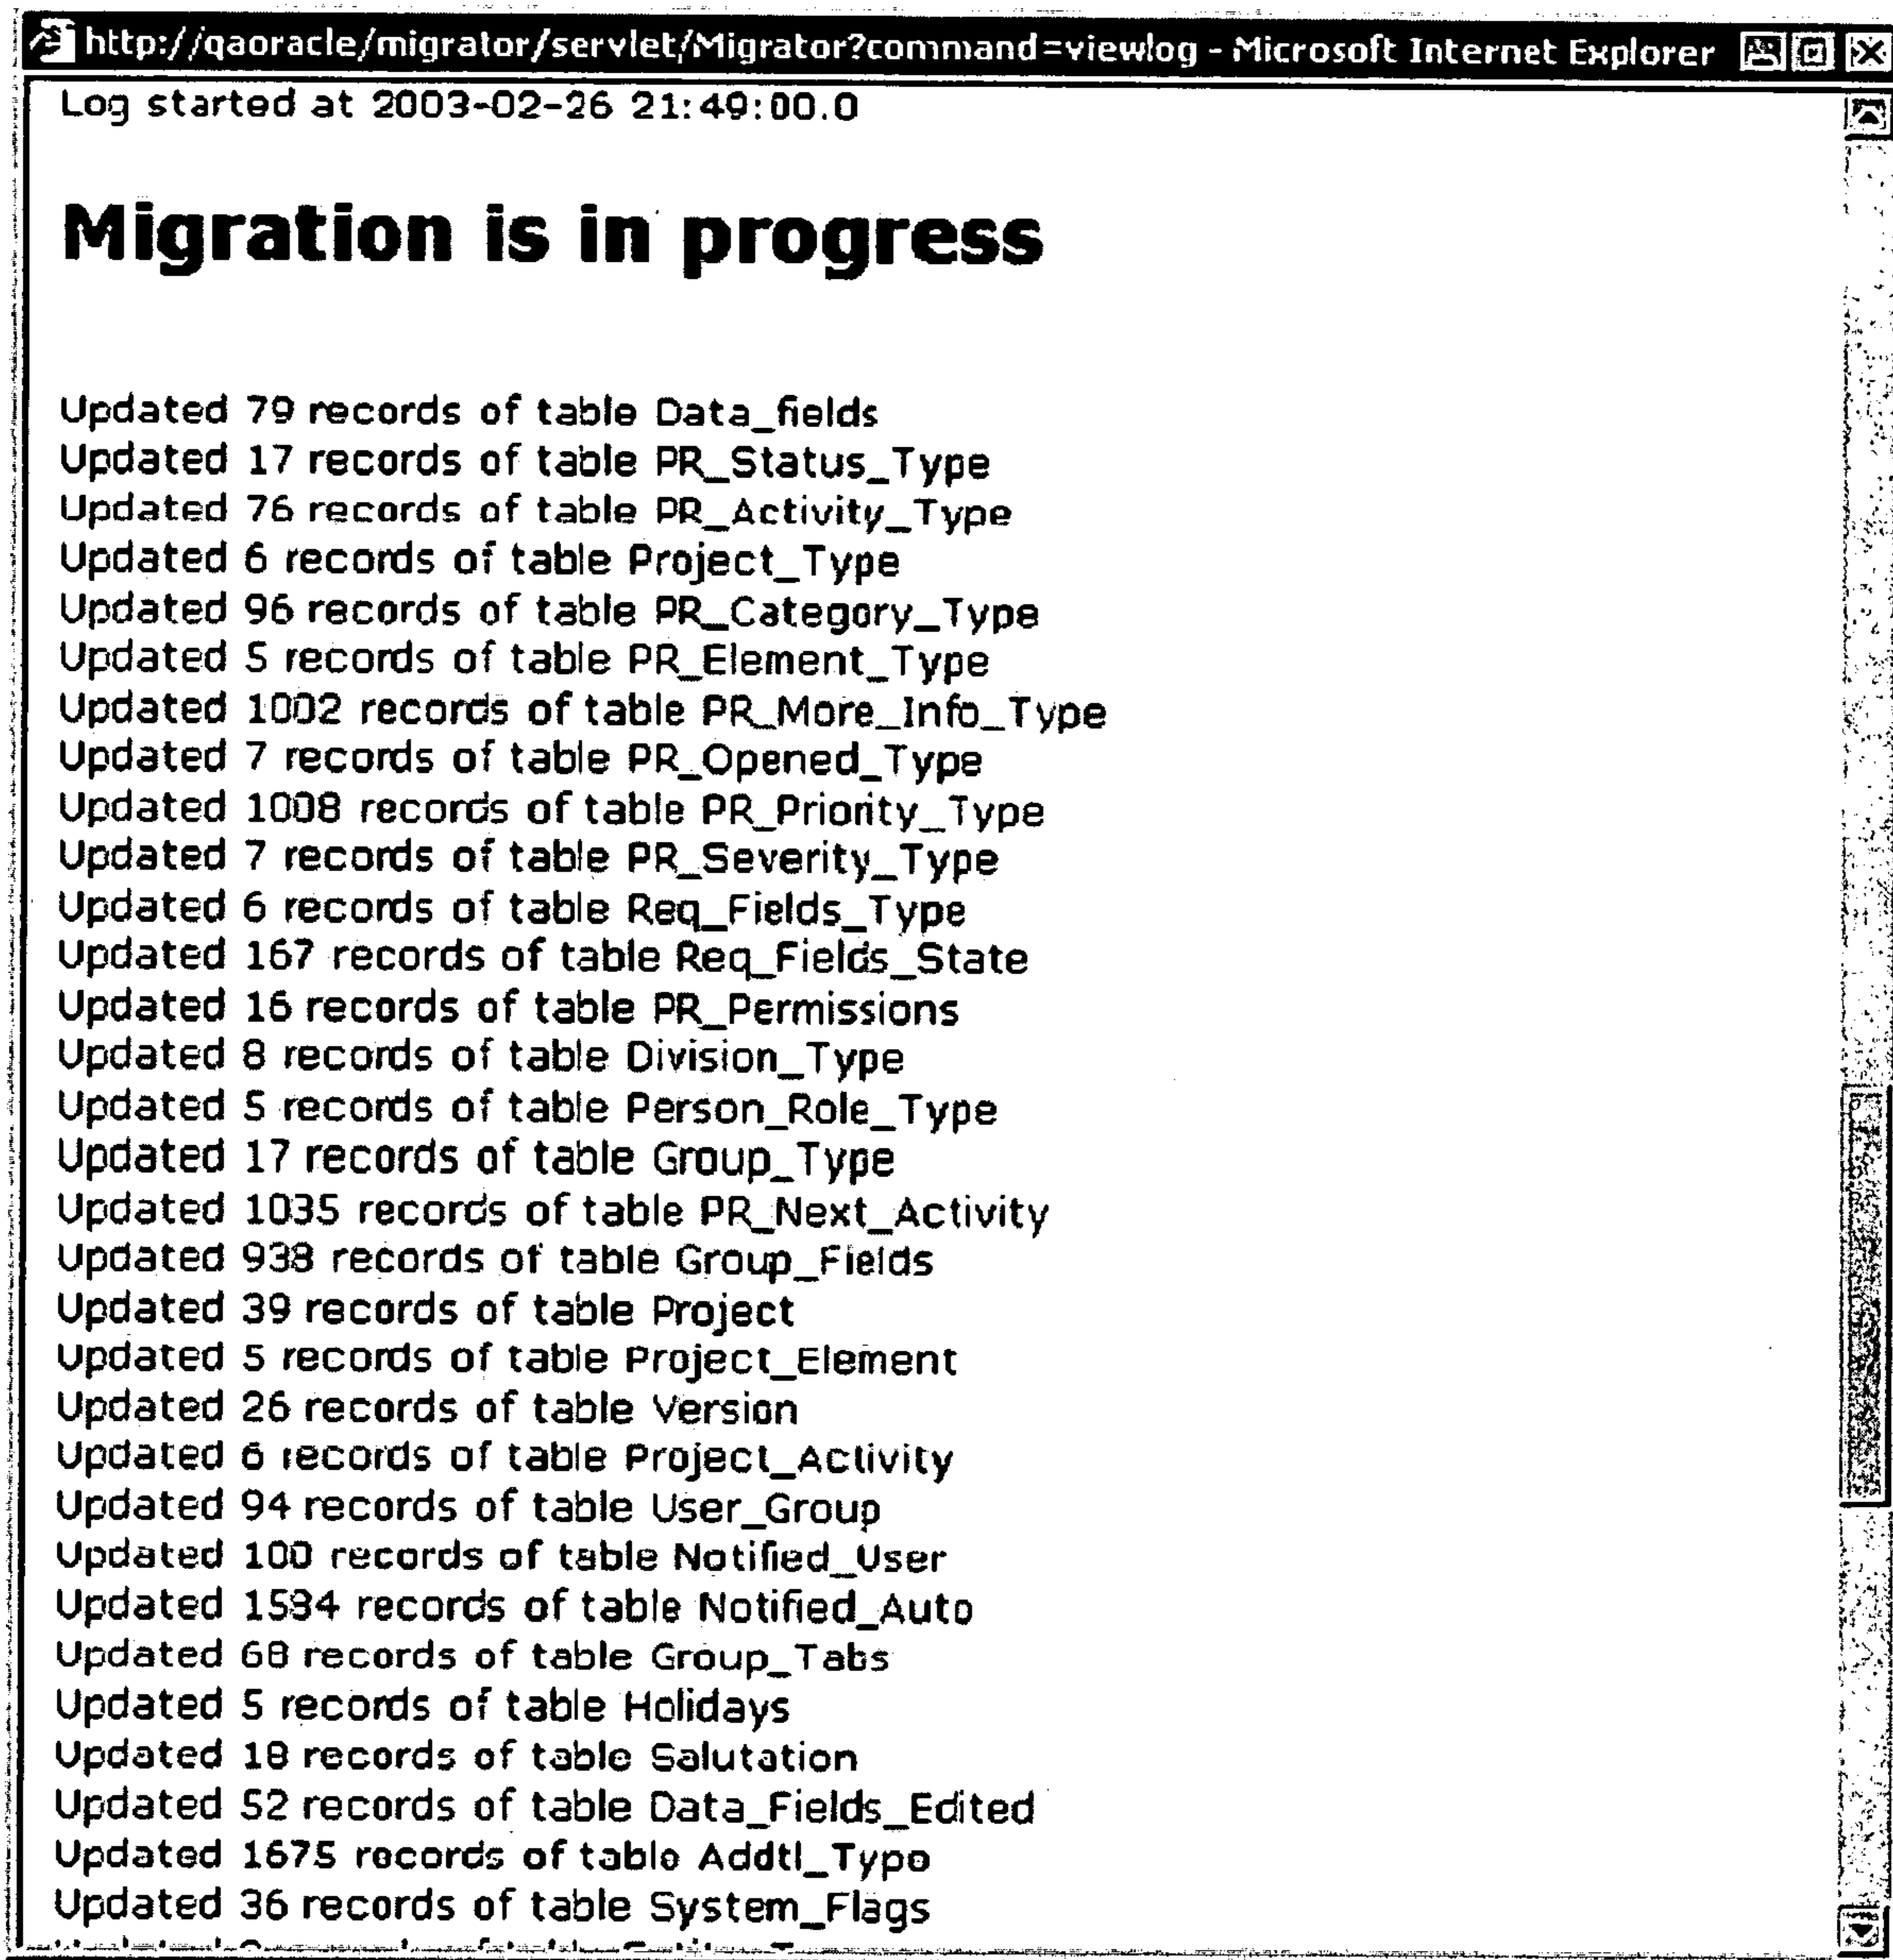 http://qaoracle/migrator/servlet/Migrator?command=viewlog - Microsoft Internet Explorer
Log started at 2003-02-26 21:49:00.0
Migration is in progress
Updated 79 records of table Data_fields
Updated 17 records of table PR_Status_Type
Updated 76 records of table PR_Activity_Type
Updated 6 records of table Project_Type
Updated 96 records of table PR_Category_Type
Updated 5 records of table PR_Element_Type
Updated 1002 records of table PR_More_Info_Type
Updated 7 records of table PR_Opened_Type
Updated 1008 records of table PR_Priority_Type
Updated 7 records of table PR_Severity_Type
Updated 6 records of table Req_Fields_Type
Updated 167 records of table Req_Fields_State
Updated 16 records of table PR_Permissions
Updated 8 records of table Division_Type
Updated 5 records of table Person_Role_Type
Updated 17 records of table Group_Type
Updated 1035 records of table PR_Next_Activity
Updated 938 records of table Group_Fields
Updated 39 records of table Project
Updated 5 records of table Project_Element
Updated 26 records of table Version
Updated 6 records of table Project_Activity
Updated 94 records of table User_Group
Updated 100 records of table Notified_User
Updated records of table Notified_Auto
Updated 68 records of table Group_Tabs
Updated 5 records of table Holidays
Updated 18 records of table Salutation
Updated 52 records of table Data_Fields_Edited
Updated 1675 records of table Addtl_Type
Updated 36 records of table System_Flags